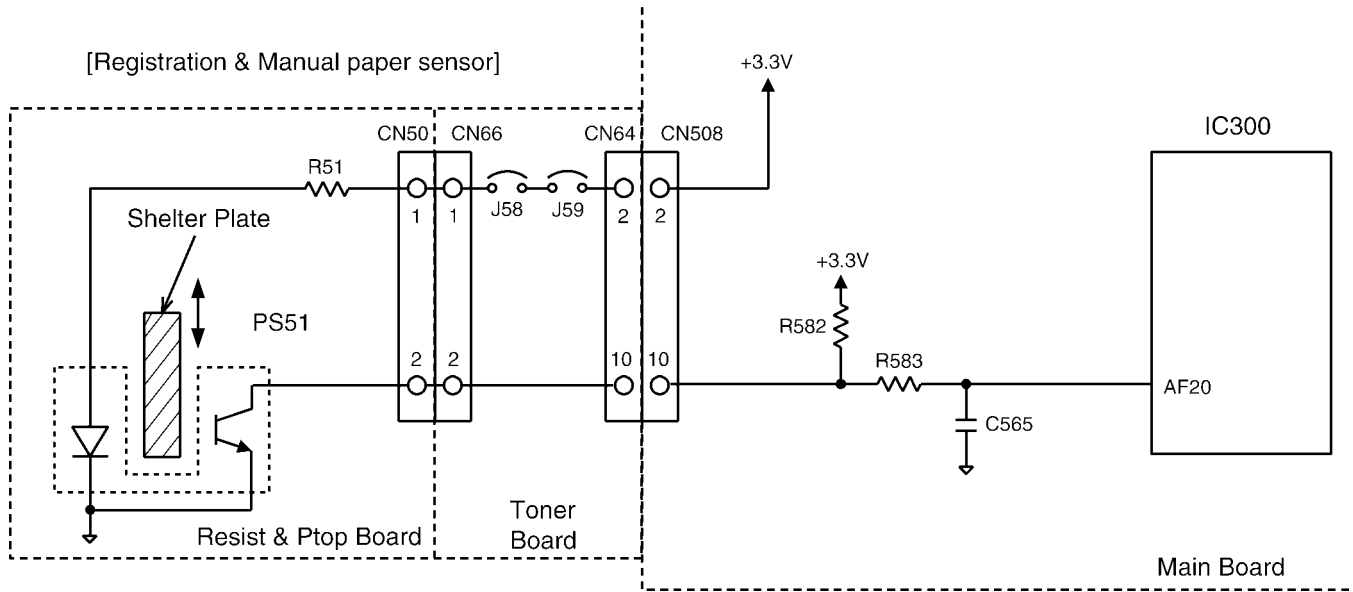 [Registration & Manual paper sensor]
+3.3V
CN50
CN66
CN64
CN508
IC300
R51
1
1
J58
J59
2
2
Shelter Plate
+3.3V
PS51
R582
2
2
10
10
R583
AF20
C565
Toner
Board
Resist & Ptop Board
Main Board